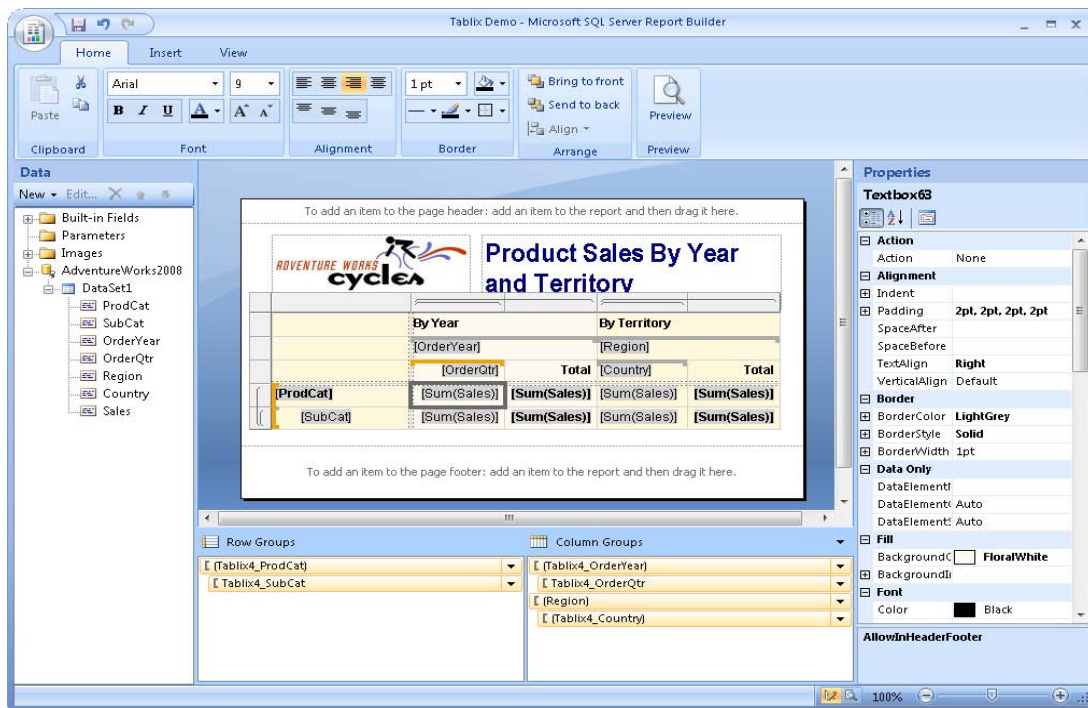 Tablix Demo - Microsoft SQL Server Report Builder
Home Insert View
Arial 9 1 pt Bring to front
Paste B I U A A A Send to back Preview
Align
Clipboard Font Alignment Border Arrange Preview
Data
New Edit...
Built-in Fields
Parameters
Images
AdventureWorks2008
DataSet1
ProdCat
SubCat
OrderYear
OrderQtr
Region
Country
Sales
To add an item to the page header: add an item to the report and then drag it here.
ADVENTURE WORKS
cycles
Product Sales By Year
and Territory
By Year By Territory
[OrderYear] [Region]
[OrderQtr] Total [Country] Total
[ProdCat] [Sum(Sales)] [Sum(Sales)] [Sum(Sales)] [Sum(Sales)]
[SubCat] [Sum(Sales)] [Sum(Sales)] [Sum(Sales)] [Sum(Sales)]
To add an item to the page footer: add an item to the report and then drag it here.
Row Groups
[ (Tablix4_ProdCat)
[ Tablix4_SubCat
Column Groups
[ (Tablix4_OrderYear)
[ Tablix4_OrderQtr
[ (Region)
[ (Tablix4_Country)
Properties
Textbox63
Action
Action None
Alignment
Indent
Padding 2pt, 2pt, 2pt, 2pt
SpaceAfter
SpaceBefore
TextAlign Right
VerticalAlign Default
Border
BorderColor LightGrey
BorderStyle Solid
BorderWidth 1pt
Data Only
DataElement
DataElement Auto
DataElement Auto
Fill
Background FloralWhite
Background
Font
Color Black
AllowInHeaderFooter
100%